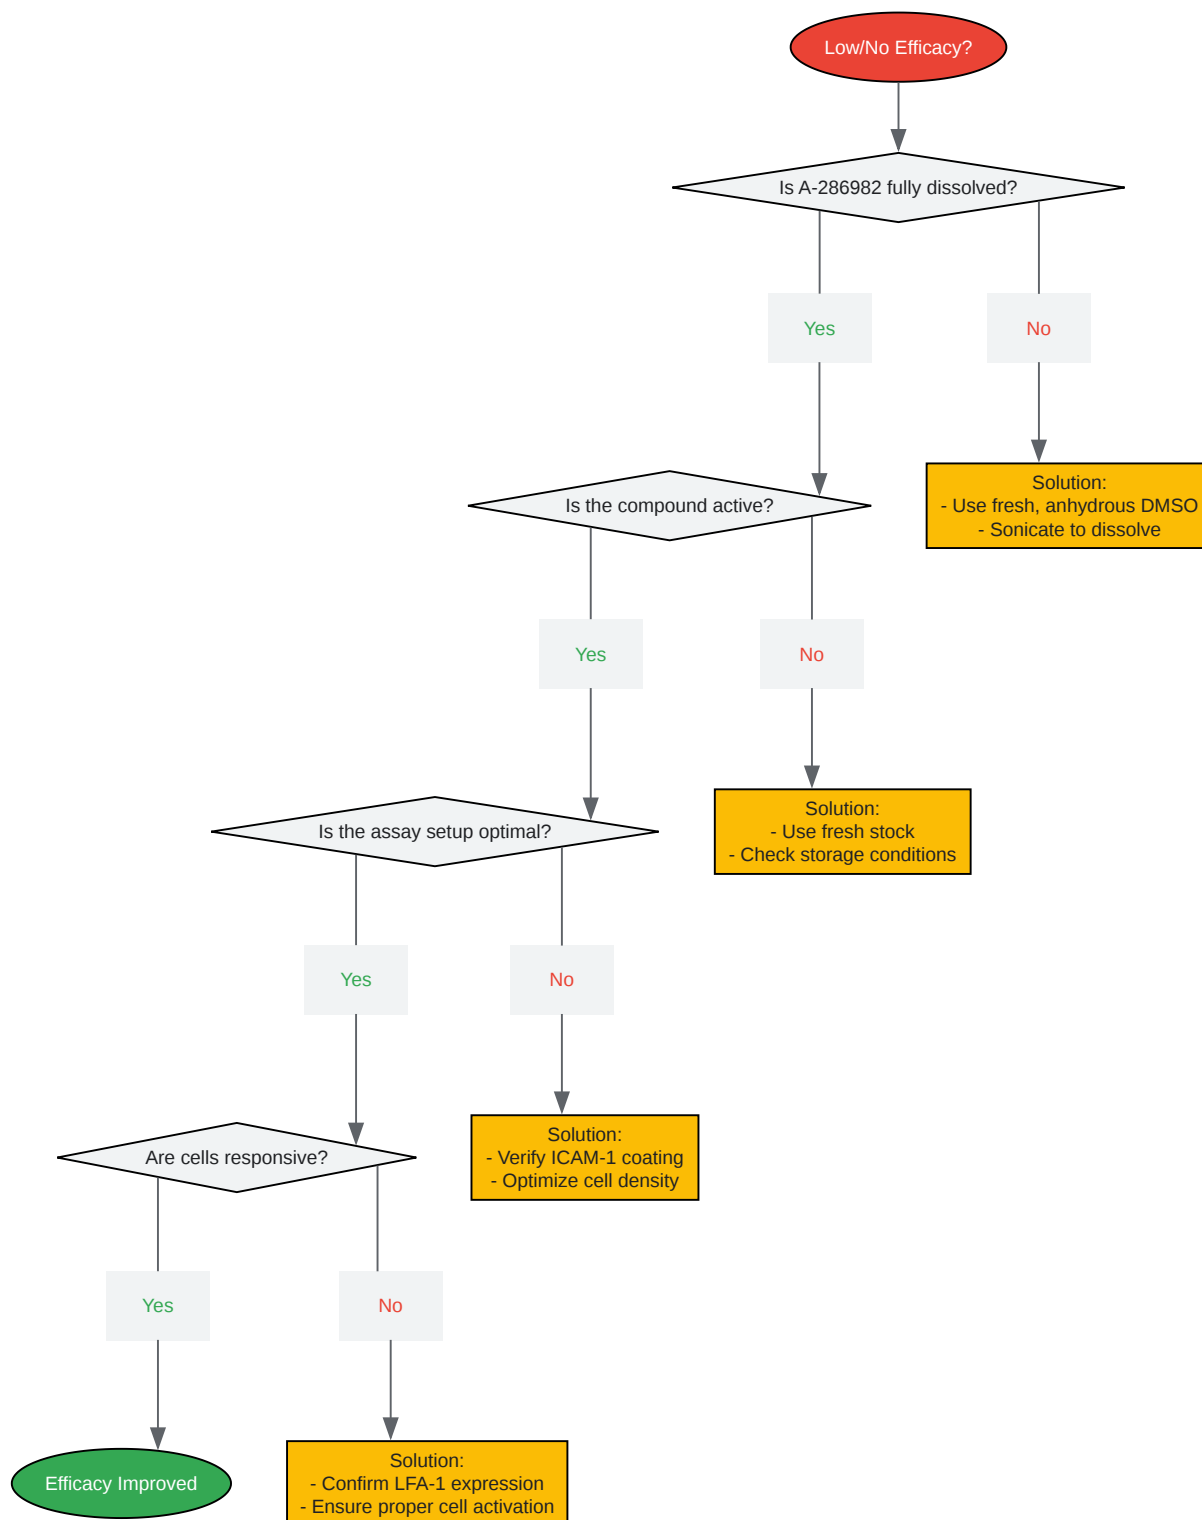 Low/No Efficacy?
Is A-286982 fully dissolved?
Yes
No
Solution:
- Use fresh, anhydrous DMSO
- Sonicate to dissolve
Is the compound active?
Yes
No
Solution:
- Use fresh stock
- Check storage conditions
Is the assay setup optimal?
Yes
No
Solution:
- Verify ICAM-1 coating
- Optimize cell density
Are cells responsive?
Yes
No
Efficacy Improved
Solution:
- Confirm LFA-1 expression
- Ensure proper cell activation